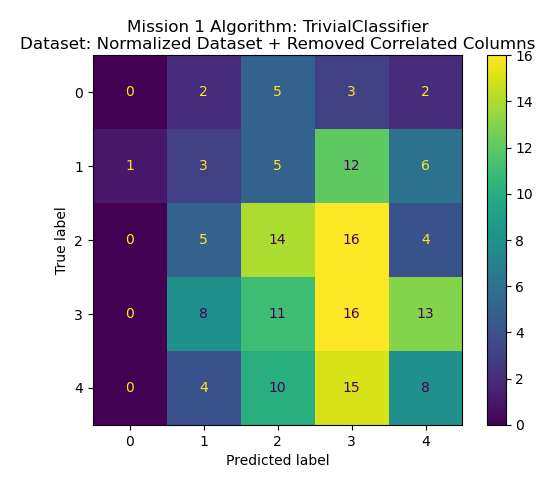 Mission 1 Algorithm: TrivialClassifier
Dataset: Normalized Dataset + Removed Correlated Columns
0 0 2 5 3 2
1 1 3 5 12 6
2 0 5 14 16 4
3 0 8 11 16 13
4 0 4 10 15 8
0 1 2 3 4
True label
Predicted label
16
14
12
10
8
6
4
2
0